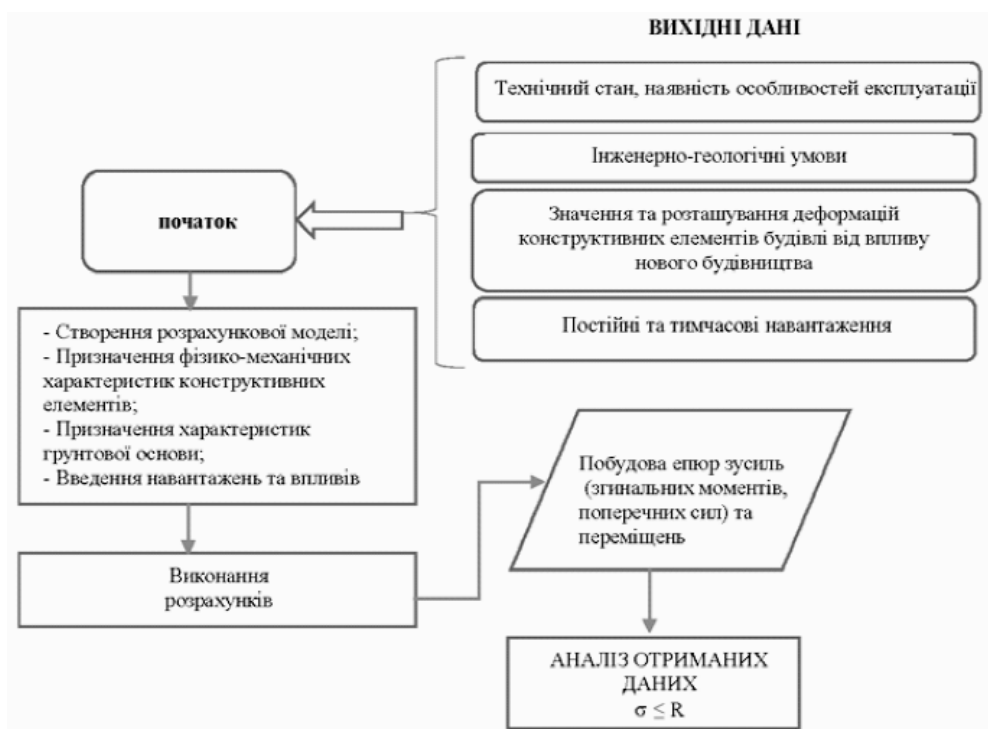 ВИХІДНІ ДАНІ
Технічний стан, наявність особливостей експлуатації
Інженерно-геологічні умови
Значення та розташування деформацій
конструктивних елементів будівлі від впливу
нового будівництва
Постійні та тимчасові навантаження
початок
- Створення розрахункової моделі;
- Призначення фізико-механічних
характеристик конструктивних
елементів;
- Призначення характеристик
грунтової основи;
- Введення навантажень та впливів
Виконання
розрахунків
Побудова епюр зусиль
(згинальних моментів,
поперечних сил) та
переміщень
АНАЛІЗ ОТРИМАНИХ
ДАНИХ
σ ≤ R